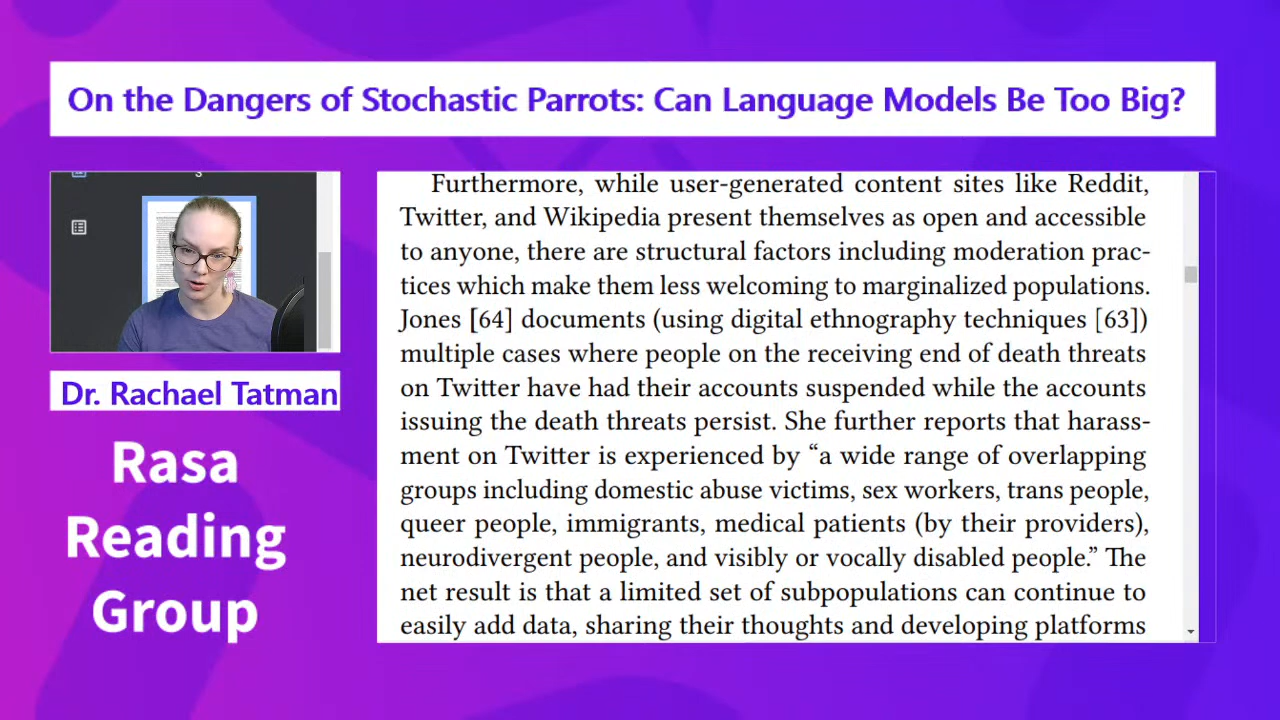 On the Dangers of Stochastic Parrots: Can Language Models Be Too Big?
Dr. Rachael Tatman
Rasa
Reading
Group
Furthermore, while user-generated content sites like Reddit,
Twitter, and Wikipedia present themselves as open and accessible
to anyone, there are structural factors including moderation prac-
tices which make them less welcoming to marginalized populations.
Jones [64] documents (using digital ethnography techniques [63])
multiple cases where people on the receiving end of death threats
on Twitter have had their accounts suspended while the accounts
issuing the death threats persist. She further reports that harass-
ment on Twitter is experienced by “a wide range of overlapping
groups including domestic abuse victims, sex workers, trans people,
queer people, immigrants, medical patients (by their providers),
neurodivergent people, and visibly or vocally disabled people.” The
net result is that a limited set of subpopulations can continue to
easily add data, sharing their thoughts and developing platforms